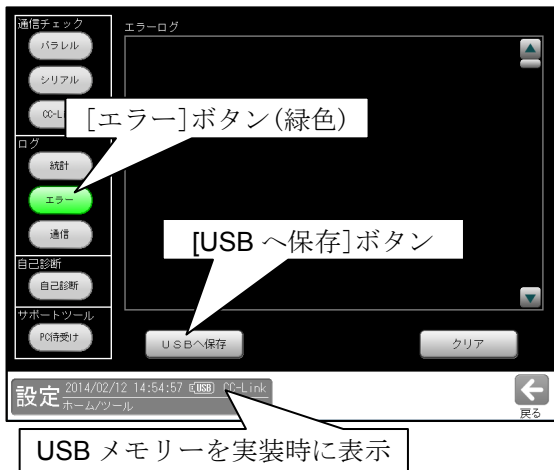 通信チェック
エラーログ
パラレル
シリアル
CC-Li
[エラー]ボタン(緑色)
ログ
統計
エラー
通信
[USB へ保存]ボタン
自己診断
自己診断
サポートツール
PC待受け
ＵＳＢへ保存
クリア
設定
2014/02/12 14:54:57 USB CC-Link
ホーム/ツール
戻る
USB メモリーを実装時に表示